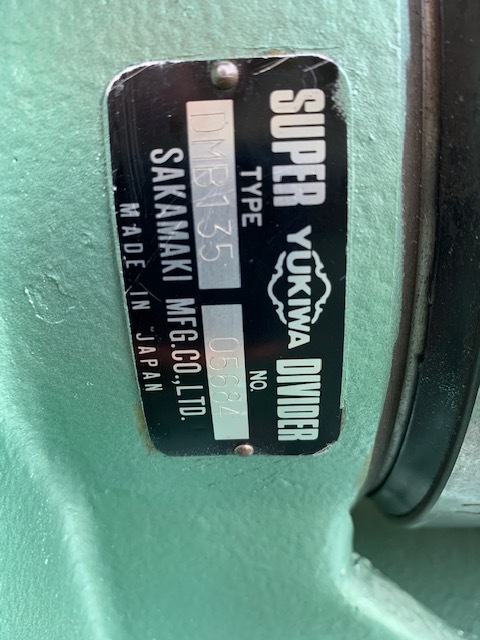 SUPER YUKIWA DIVIDER
TYPE NO.
DMB135 05684
SAKAMAKI MFG.CO.,LTD.
MADE IN JAPAN